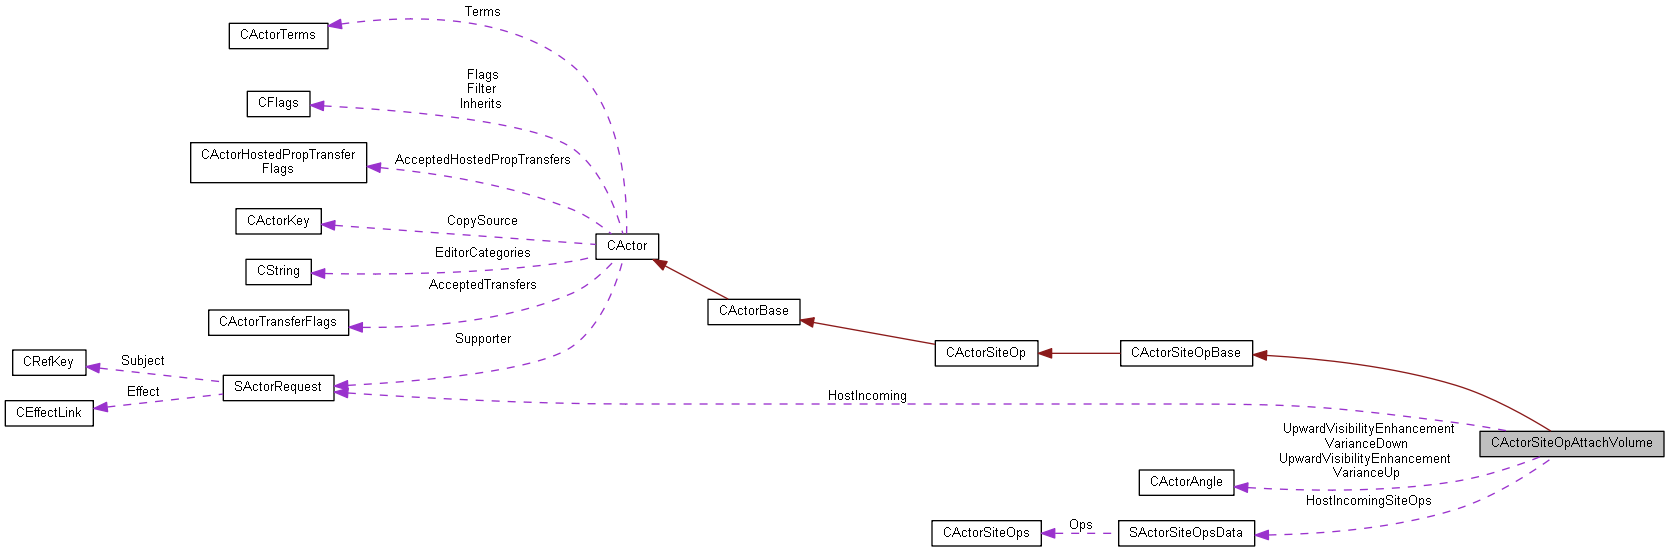 Terms
CActorTerms
Flags
Filter
Inherits
CFlags
CActorHostedPropTransfer
Flags
AcceptedHostedPropTransfers
CActorKey
CopySource
CActor
CString
EditorCategories
AcceptedTransfers
CActorTransferFlags
CActorBase
Supporter
CActorSiteOp
CActorSiteOpBase
CRefKey
Subject
SActorRequest
Effect
CEffectLink
HostIncoming
UpwardVisibilityEnhancement
VarianceDown
UpwardVisibilityEnhancement
VarianceUp
CActorSiteOpAttachVolume
CActorAngle
HostIncomingSiteOps
CActorSiteOps
Ops
SActorSiteOpsData